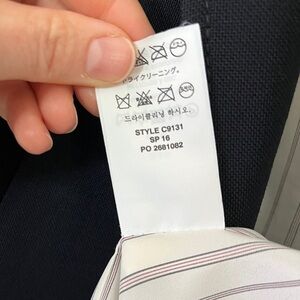 ドライクリーニング。
드라이클리닝 하시오.
STYLE C9131
SP 16
PO 2681082